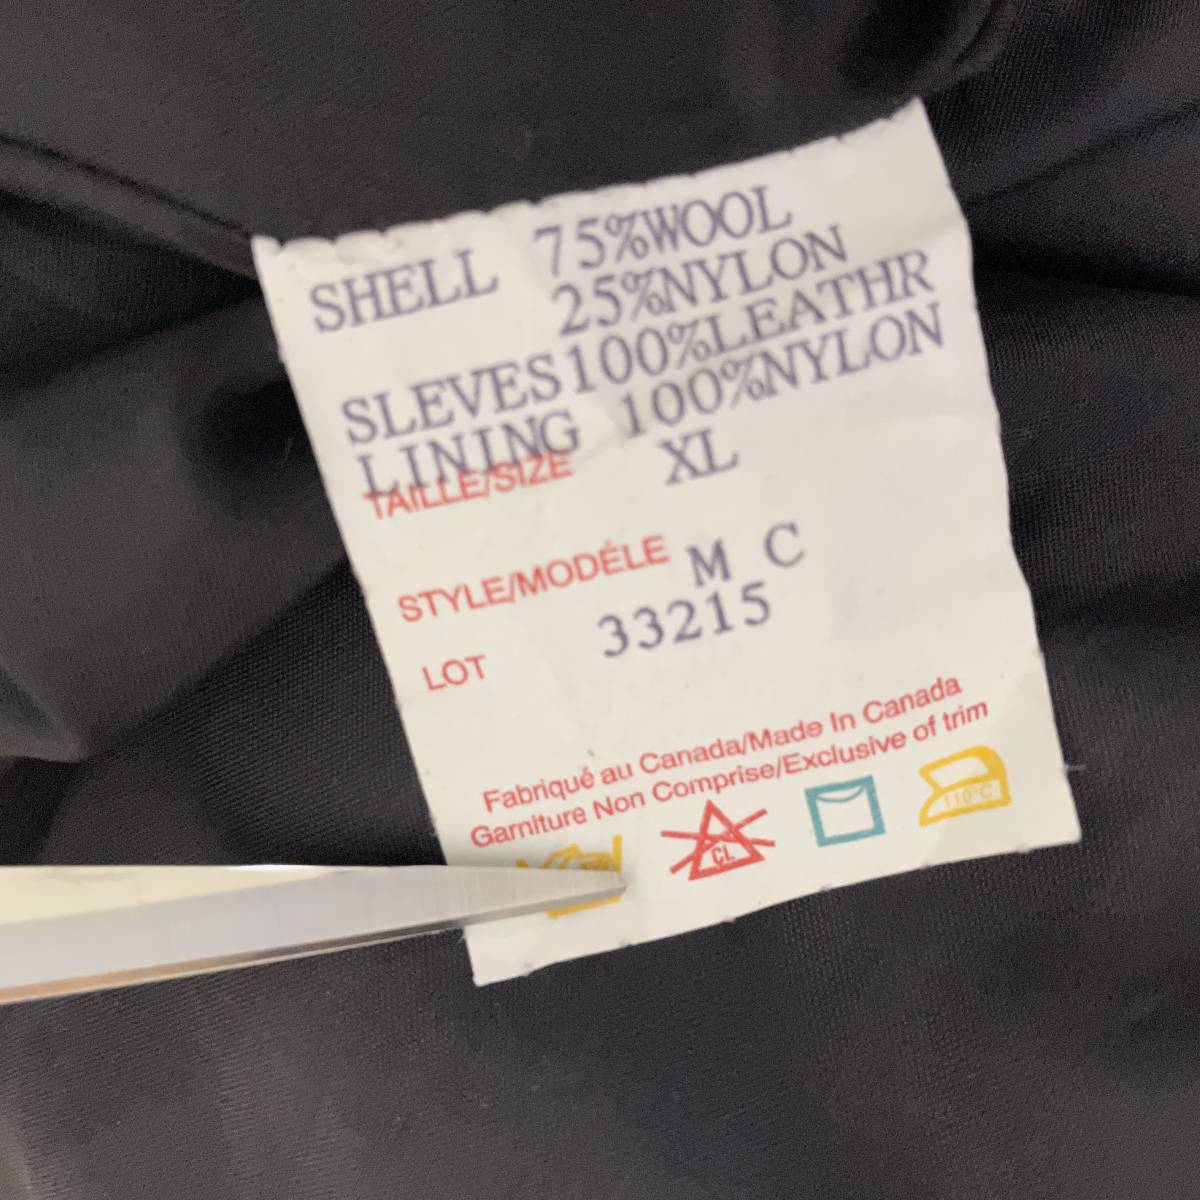 SHELL 75%WOOL
25%NYLON
SLEVES100%LEATHR
LINING 100%NYLON
TAILLE/SIZE XL
STYLE/MODÉLE M C
33215
LOT
Fabriqué au Canada/Made In Canada
Garniture Non Comprise/Exclusive of trim
CL
110°C